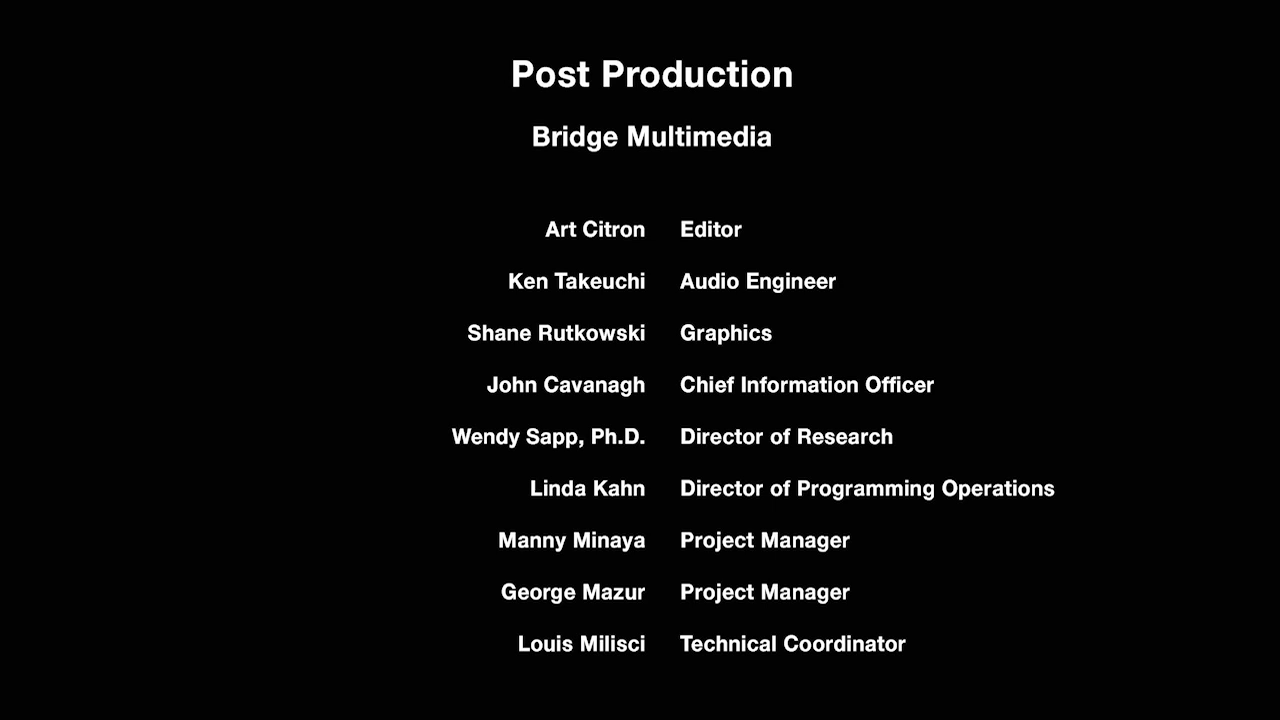 Post Production
Bridge Multimedia
Art Citron Editor
Ken Takeuchi Audio Engineer
Shane Rutkowski Graphics
John Cavanagh Chief Information Officer
Wendy Sapp, Ph.D. Director of Research
Linda Kahn Director of Programming Operations
Manny Minaya Project Manager
George Mazur Project Manager
Louis Milisci Technical Coordinator